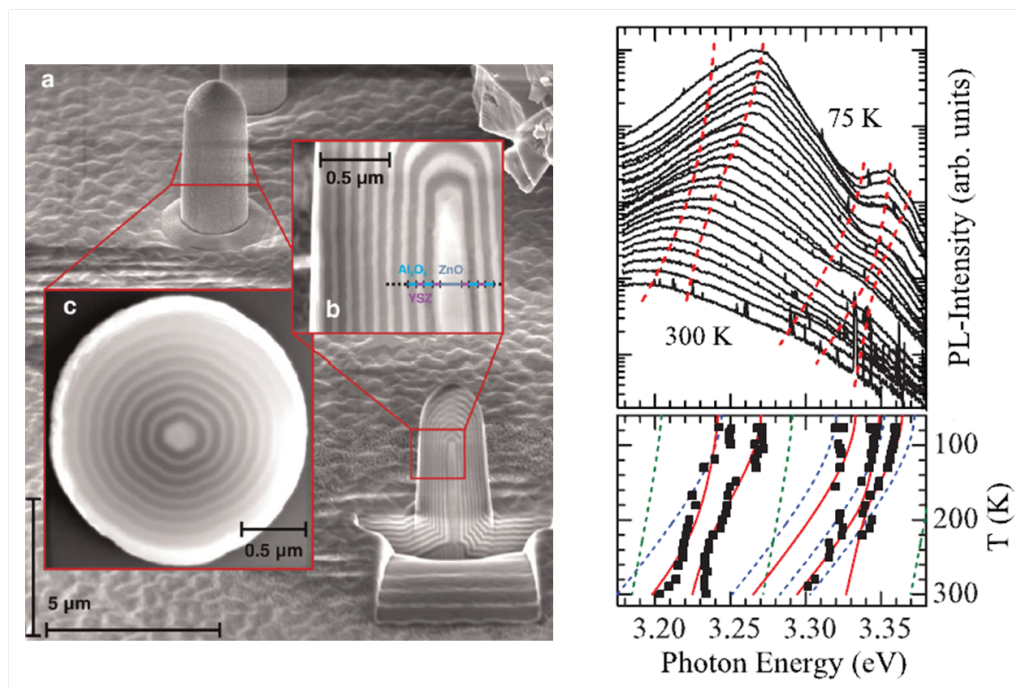 a
0.5 µm
Al₂O₃ ZnO
YSZ
b
c
0.5 µm
5 µm
75 K
300 K
PL-Intensity (arb. units)
100
200
300
T (K)
3.20 3.25 3.30 3.35
Photon Energy (eV)